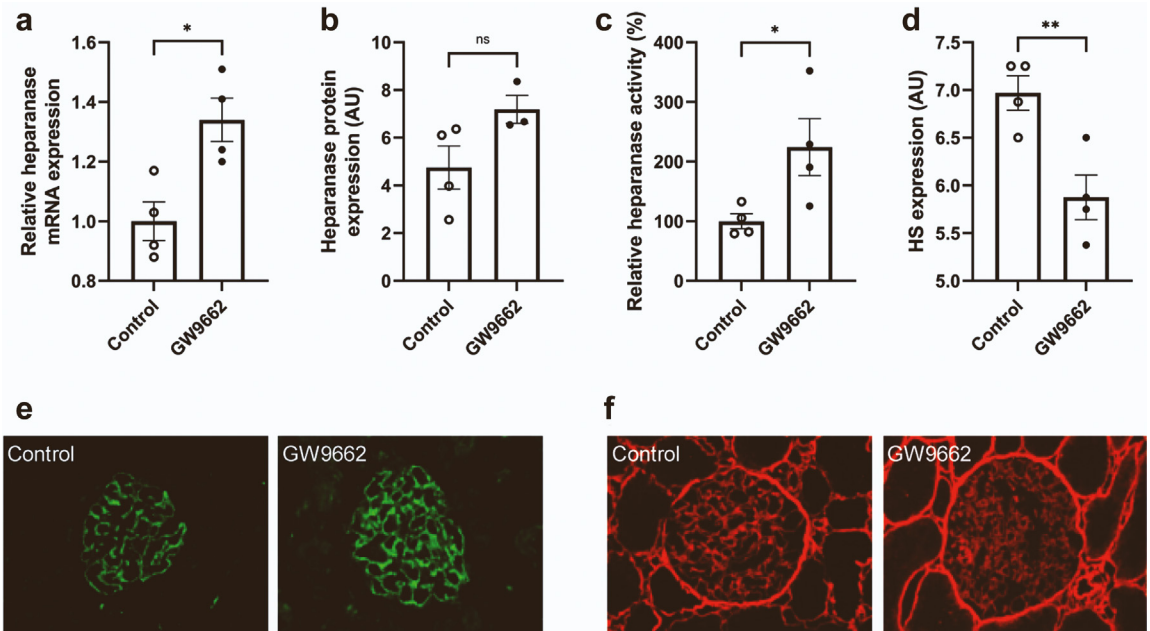 a
Relative heparanase
mRNA expression
1.6
1.4
1.2
1.0
0.8
*
Control
GW9662
b
Heparanase protein
expression (AU)
10
8
6
4
2
0
ns
Control
GW9662
c
Relative heparanase activity (%)
400
300
200
100
0
*
Control
GW9662
d
HS expression (AU)
7.5
7.0
6.5
6.0
5.5
5.0
**
Control
GW9662
e
Control
GW9662
f
Control
GW9662